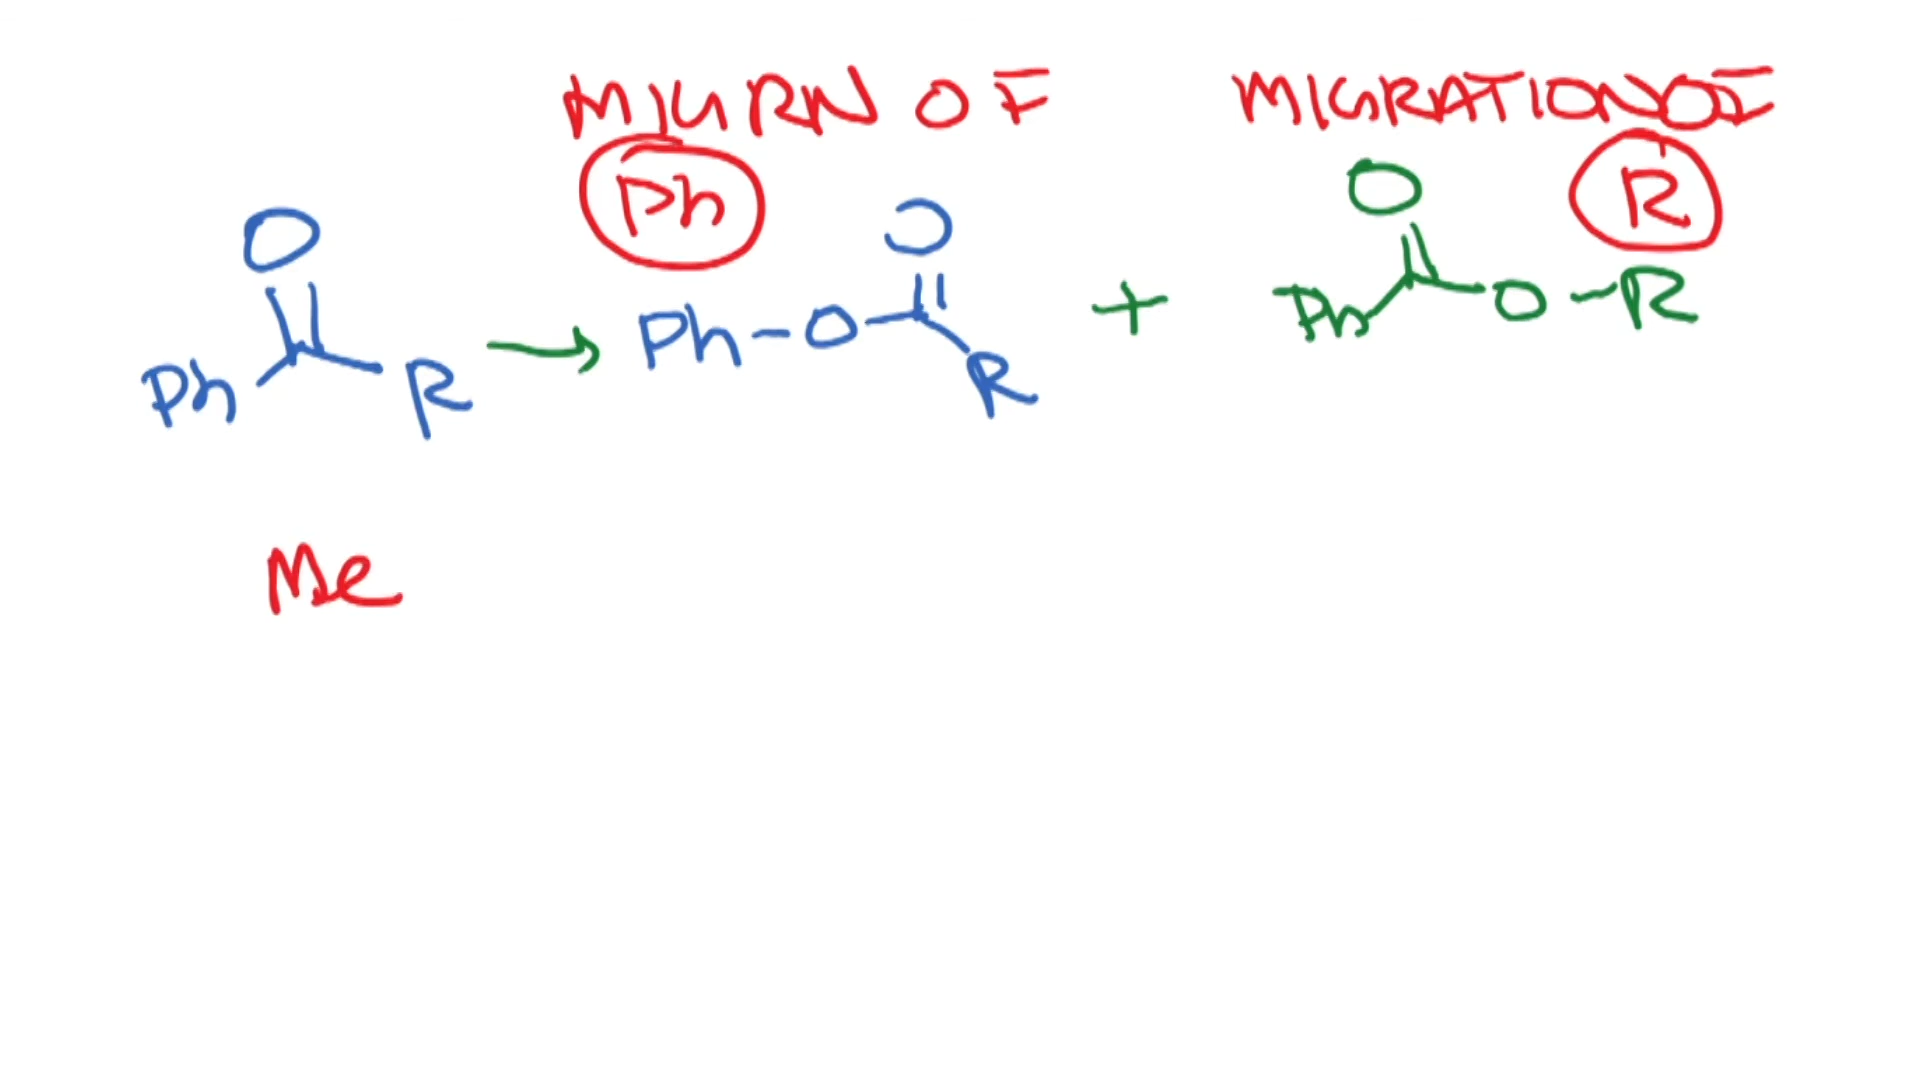 MIGRN OF
MIGRATION OF
Ph
R
O
O
O
Ph
R
Ph-O
R
+
Ph
O-R
Me